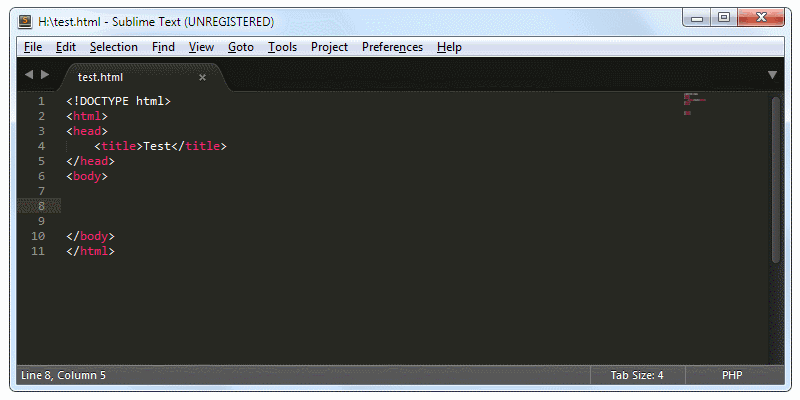 H:\test.html - Sublime Text (UNREGISTERED)
File Edit Selection Find View Goto Tools Project Preferences Help
test.html
1 <!DOCTYPE html>
2 <html>
3 <head>
4     <title>Test</title>
5 </head>
6 <body>
7
8
9
10 </body>
11 </html>
Line 8, Column 5 Tab Size: 4 PHP